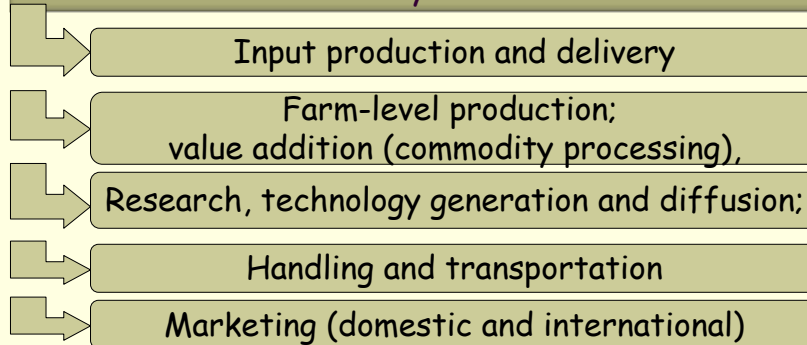 Input production and delivery
Farm-level production;
value addition (commodity processing),
Research, technology generation and diffusion;
Handling and transportation
Marketing (domestic and international)